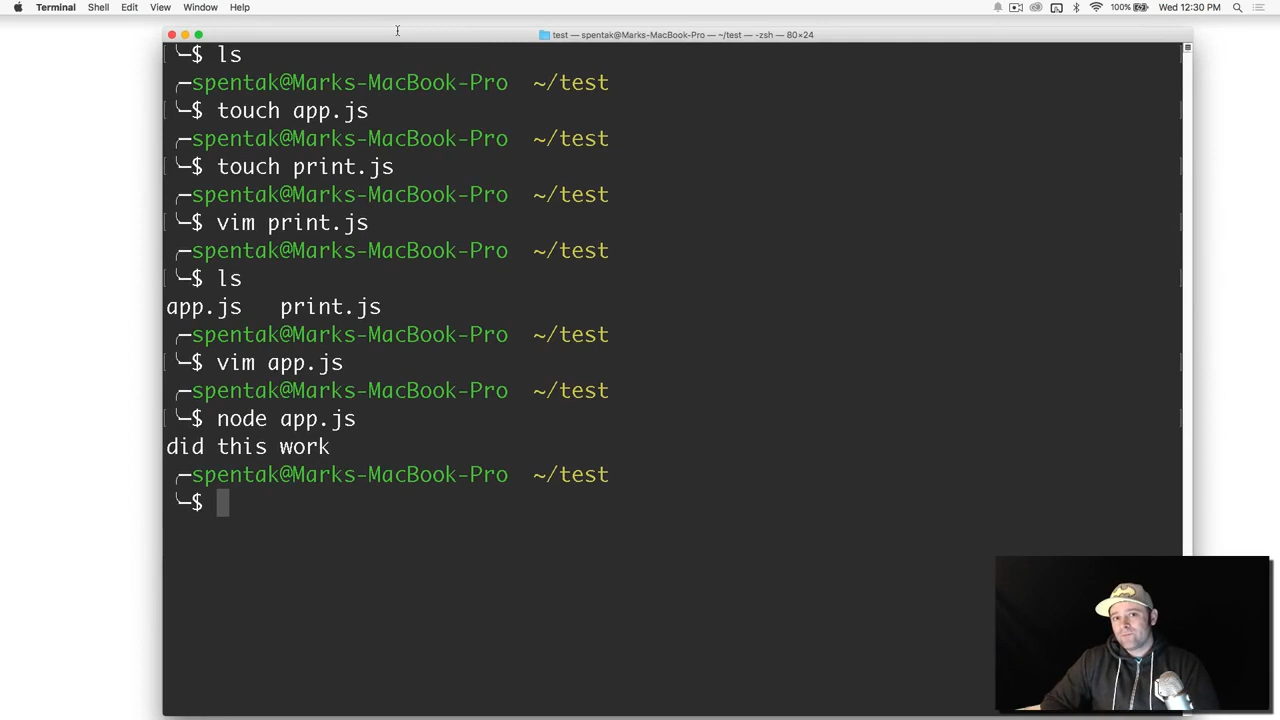 Terminal Shell Edit View Window Help 100% Wed 12:30 PM
test — spentak@Marks-MacBook-Pro — ~/test — -zsh — 80×24
╰─$ ls
╭─spentak@Marks-MacBook-Pro ~/test
╰─$ touch app.js
╭─spentak@Marks-MacBook-Pro ~/test
╰─$ touch print.js
╭─spentak@Marks-MacBook-Pro ~/test
╰─$ vim print.js
╭─spentak@Marks-MacBook-Pro ~/test
╰─$ ls
app.js print.js
╭─spentak@Marks-MacBook-Pro ~/test
╰─$ vim app.js
╭─spentak@Marks-MacBook-Pro ~/test
╰─$ node app.js
did this work
╭─spentak@Marks-MacBook-Pro ~/test
╰─$